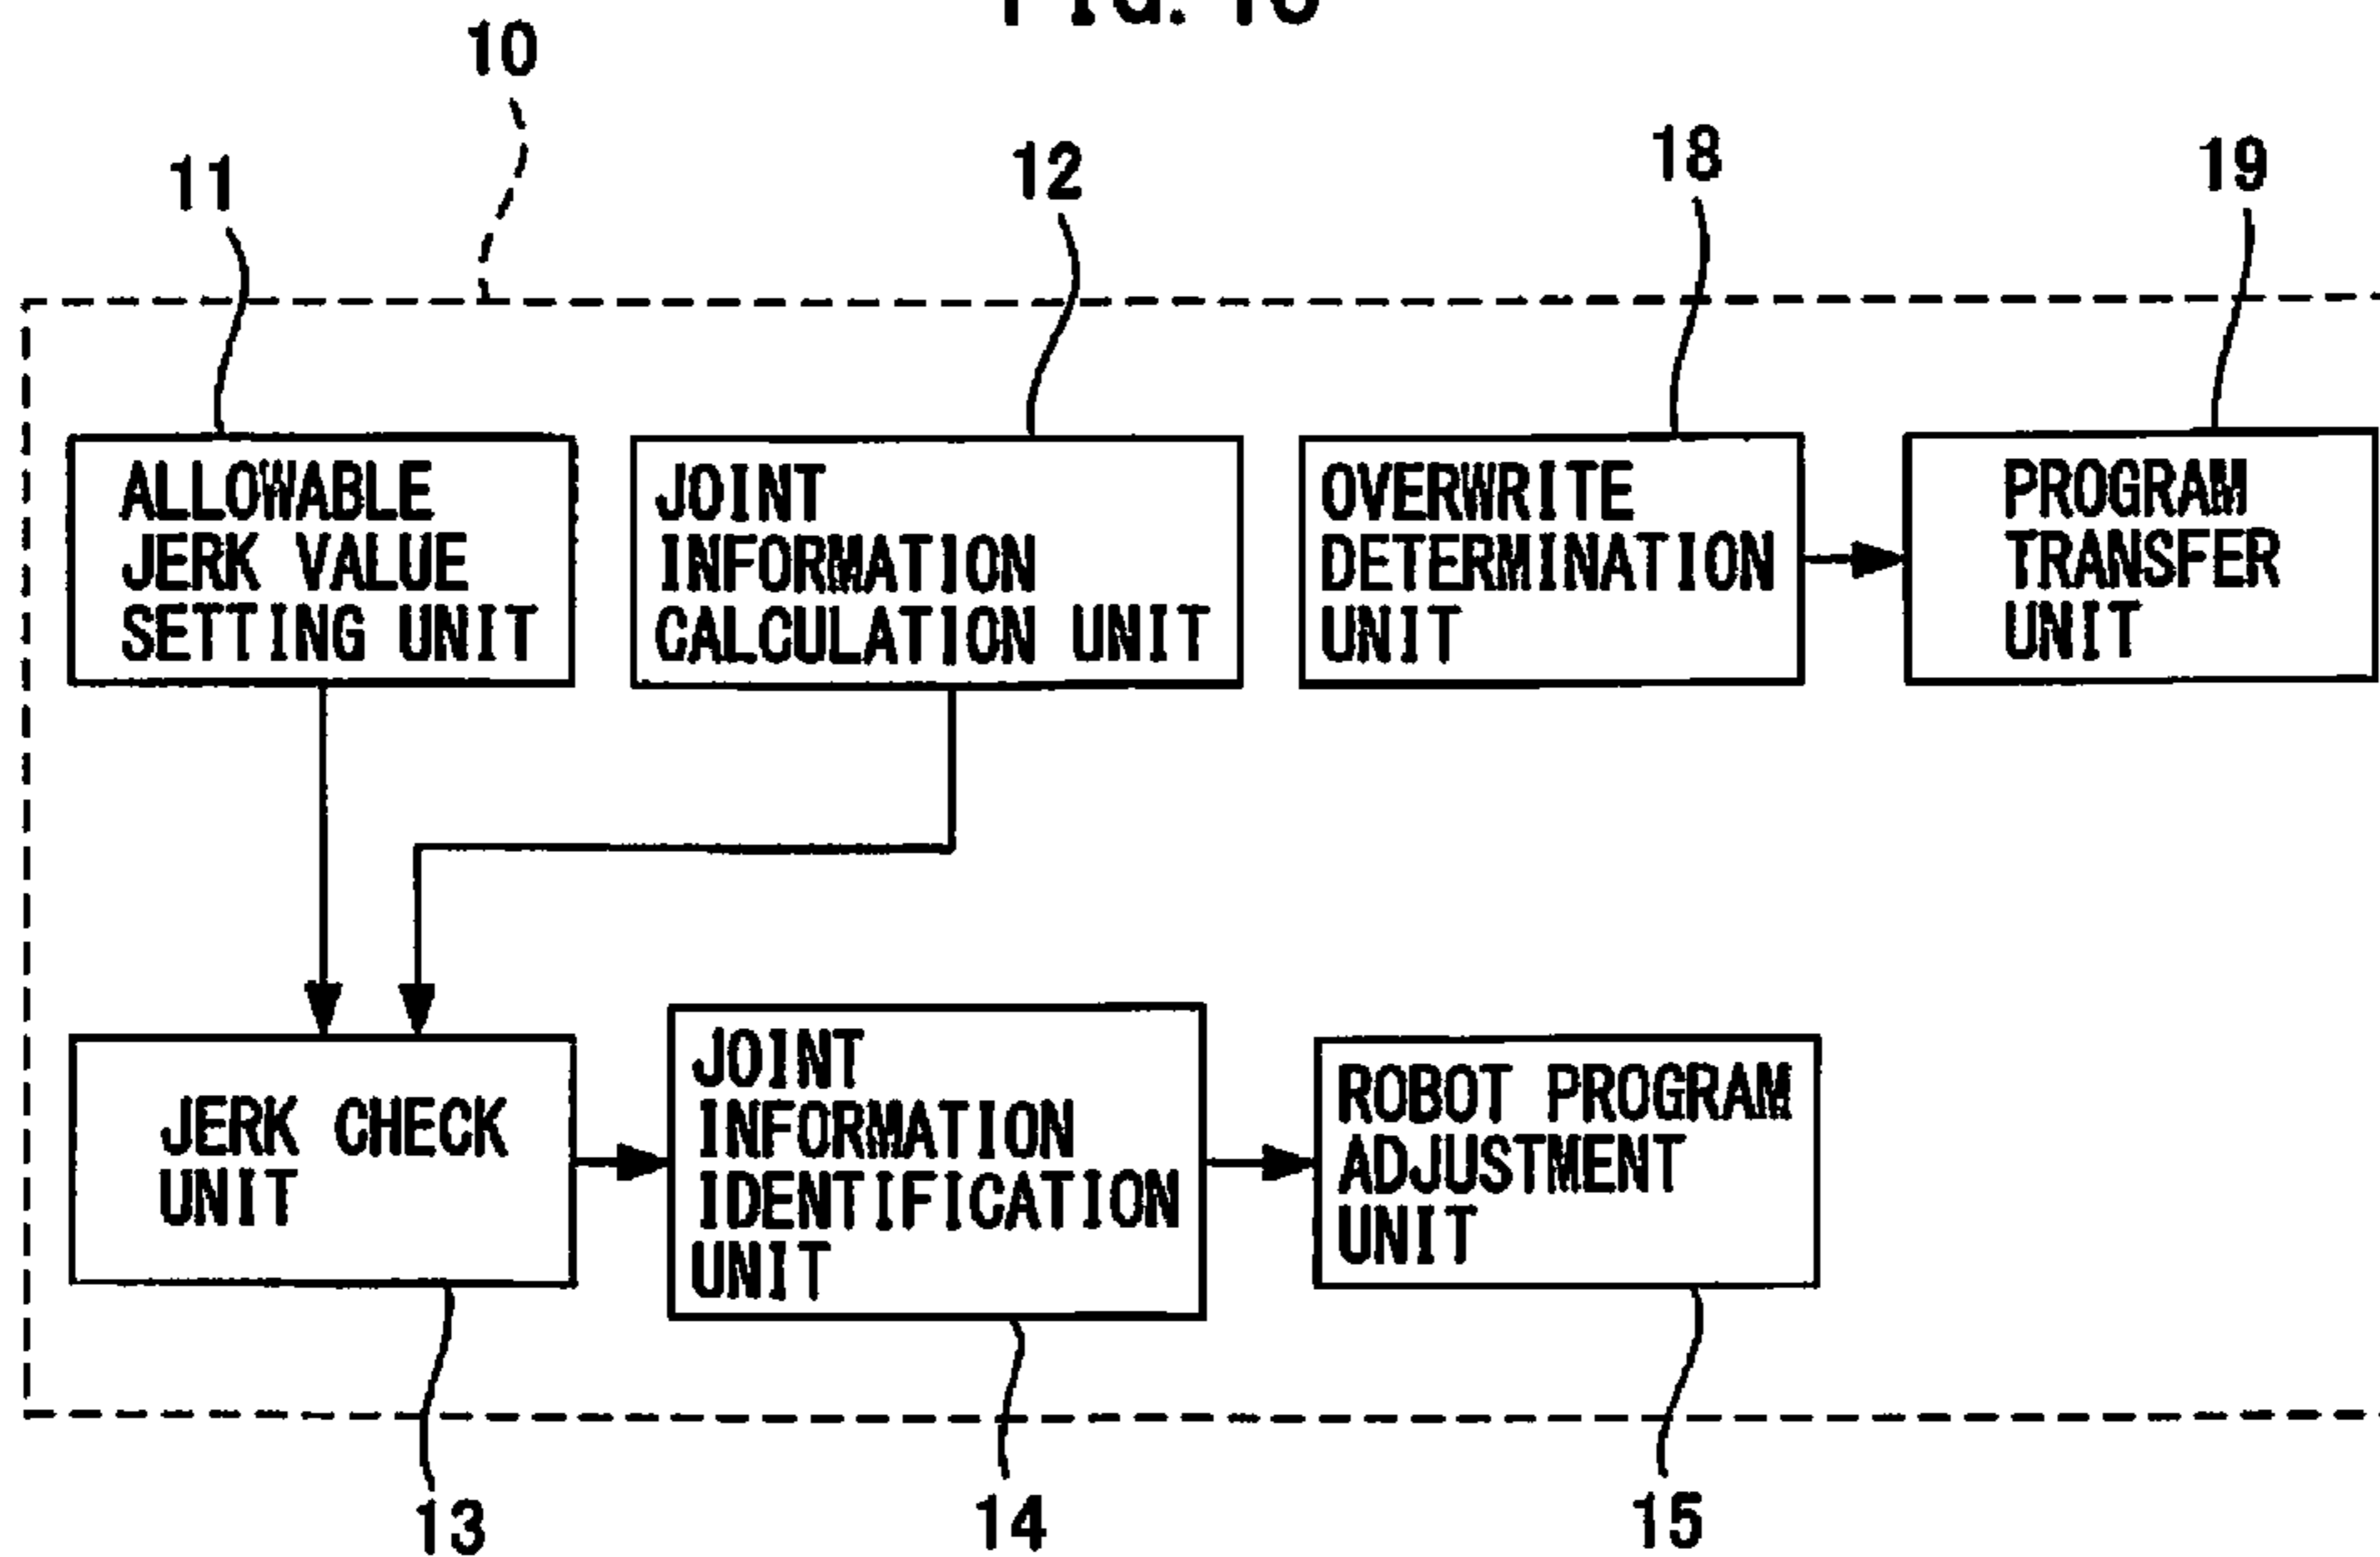 10
11
12
18
19
ALLOWABLE
JERK VALUE
SETTING UNIT
JOINT
INFORMATION
CALCULATION UNIT
OVERWRITE
DETERMINATION
UNIT
PROGRAM
TRANSFER
UNIT
JERK CHECK
UNIT
JOINT
INFORMATION
IDENTIFICATION
UNIT
ROBOT PROGRAM
ADJUSTMENT
UNIT
13
14
15